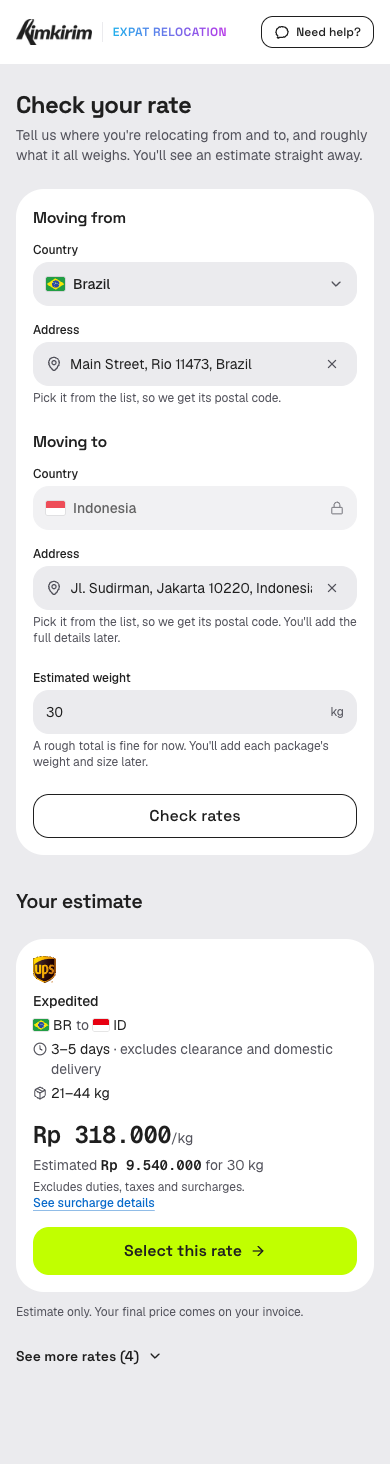 Kimkirim
EXPAT RELOCATION
Need help?
Check your rate
Tell us where you're relocating from and to, and roughly
what it all weighs. You'll see an estimate straight away.
Moving from
Country
Brazil
Address
Main Street, Rio 11473, Brazil
Pick it from the list, so we get its postal code.
Moving to
Country
Indonesia
Address
Jl. Sudirman, Jakarta 10220, Indonesia
Pick it from the list, so we get its postal code. You'll add the
full details later.
Estimated weight
30
kg
A rough total is fine for now. You'll add each package's
weight and size later.
Check rates
Your estimate
ups
Expedited
BR to ID
3–5 days · excludes clearance and domestic
delivery
21–44 kg
Rp 318.000/kg
Estimated Rp 9.540.000 for 30 kg
Excludes duties, taxes and surcharges.
See surcharge details
Select this rate
Estimate only. Your final price comes on your invoice.
See more rates (4)